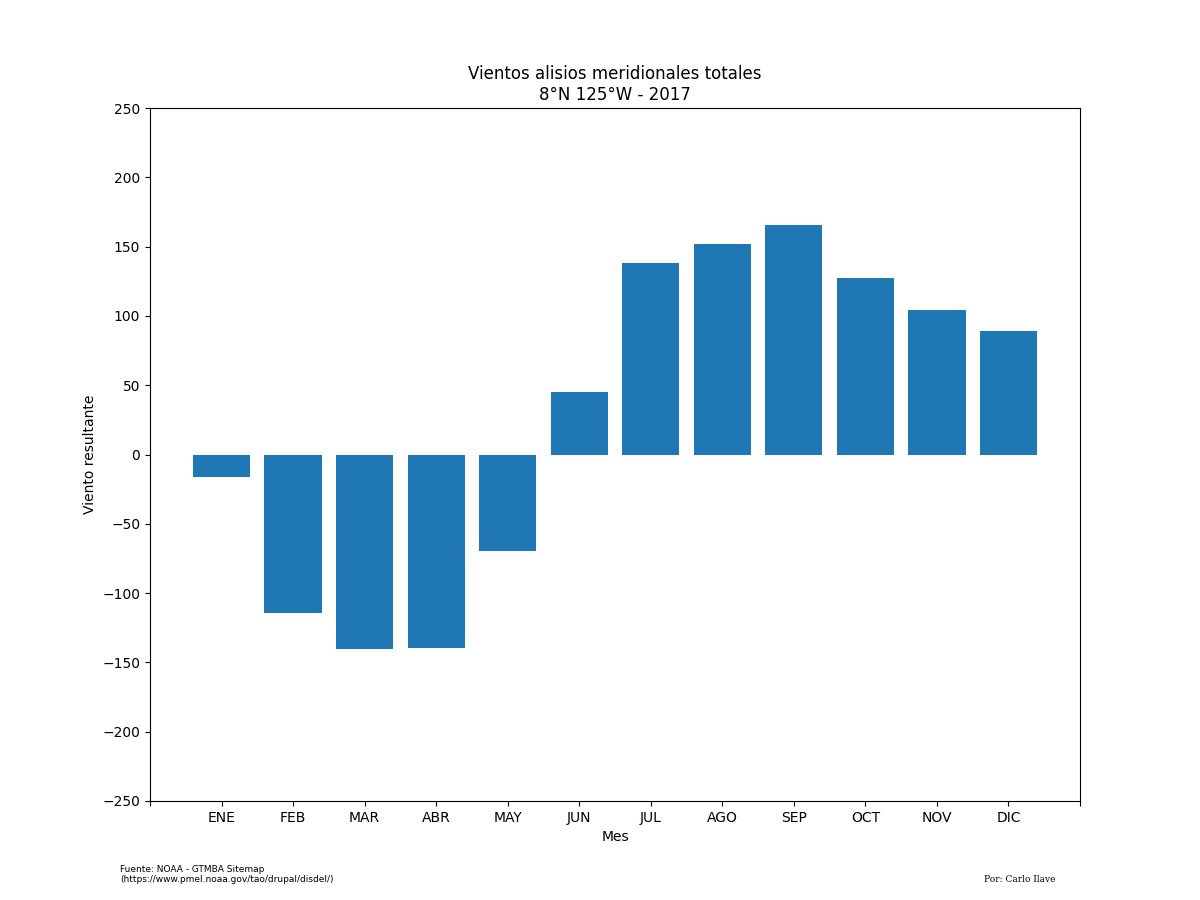 Vientos alisios meridionales totales
8°N 125°W - 2017
250
200
150
100
50
0
−50
−100
−150
−200
−250
Viento resultante
ENE FEB MAR ABR MAY JUN JUL AGO SEP OCT NOV DIC
Mes
Fuente: NOAA - GTMBA Sitemap
(https://www.pmel.noaa.gov/tao/drupal/disdel/)
Por: Carlo Ilave